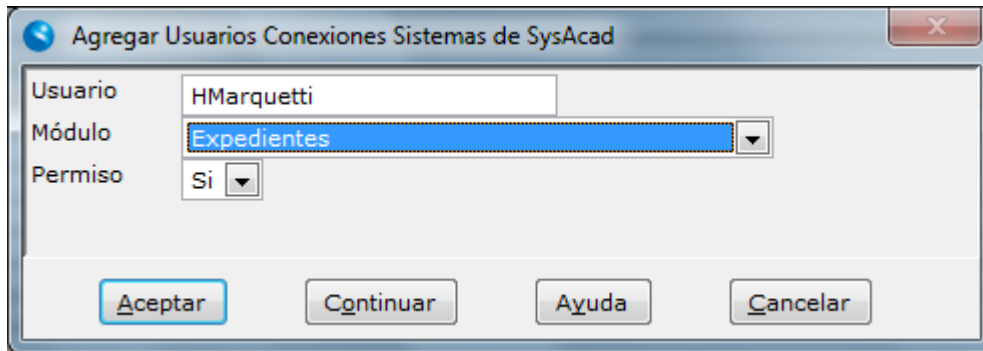 Agregar Usuarios Conexiones Sistemas de SysAcad
Usuario HMarquetti
Módulo Expedientes
Permiso Si
Aceptar Continuar Ayuda Cancelar